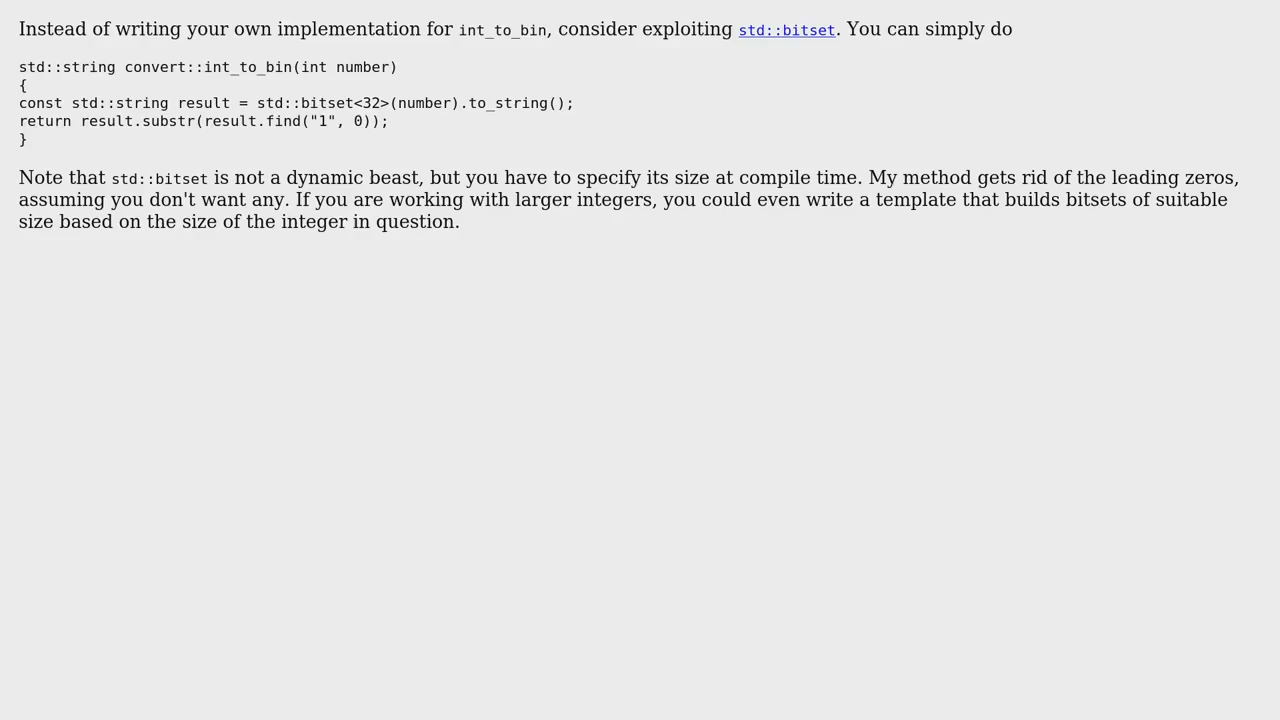 Instead of writing your own implementation for int_to_bin, consider exploiting std::bitset. You can simply do
std::string convert::int_to_bin(int number)
{
const std::string result = std::bitset<32>(number).to_string();
return result.substr(result.find("1", 0));
}
Note that std::bitset is not a dynamic beast, but you have to specify its size at compile time. My method gets rid of the leading zeros,
assuming you don't want any. If you are working with larger integers, you could even write a template that builds bitsets of suitable
size based on the size of the integer in question.